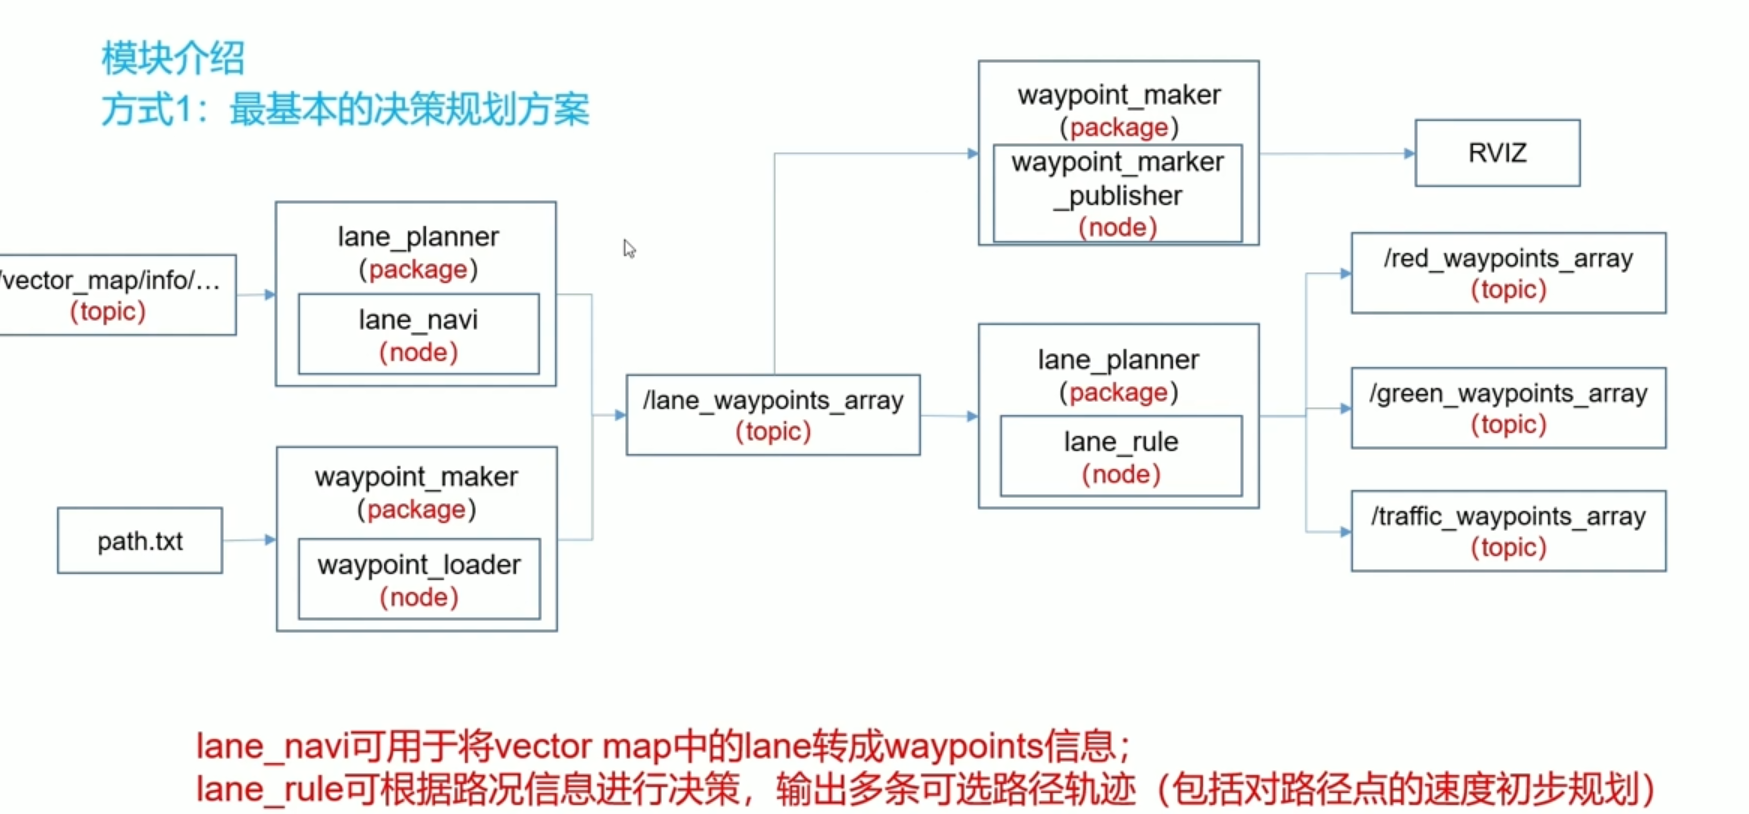 模块介绍
方式1：最基本的决策规划方案
/vector_map/info/...
(topic)
lane_planner
(package)
lane_navi
(node)
path.txt
waypoint_maker
(package)
waypoint_loader
(node)
/lane_waypoints_array
(topic)
waypoint_maker
(package)
waypoint_marker
_publisher
(node)
RVIZ
lane_planner
(package)
lane_rule
(node)
/red_waypoints_array
(topic)
/green_waypoints_array
(topic)
/traffic_waypoints_array
(topic)
lane_navi可用于将vector map中的lane转成waypoints信息；
lane_rule可根据路况信息进行决策，输出多条可选路径轨迹（包括对路径点的速度初步规划）